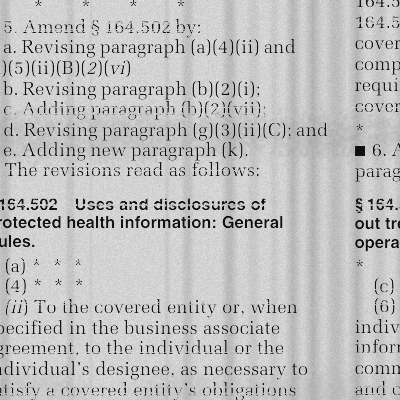 * * * *
5. Amend § 164.502 by:
a. Revising paragraph (a)(4)(ii) and
)(5)(ii)(B)(2)(vi)
b. Revising paragraph (b)(2)(i);
c. Adding paragraph (b)(2)(vii);
d. Revising paragraph (g)(3)(ii)(C); and
e. Adding new paragraph (k).
The revisions read as follows:
164.502 Uses and disclosures of
rotected health information: General
ules.
(a) * * *
(4) * * *
(ii) To the covered entity or, when
pecified in the business associate
greement, to the individual or the
ndividual's designee, as necessary to
atisfy a covered entity's obligations
164.5
164.5
cover
comp
requi
cover
*
■ 6. A
parag
§ 164.
out tre
opera
*
(c)
(6)
indiv
infor
comm
and c